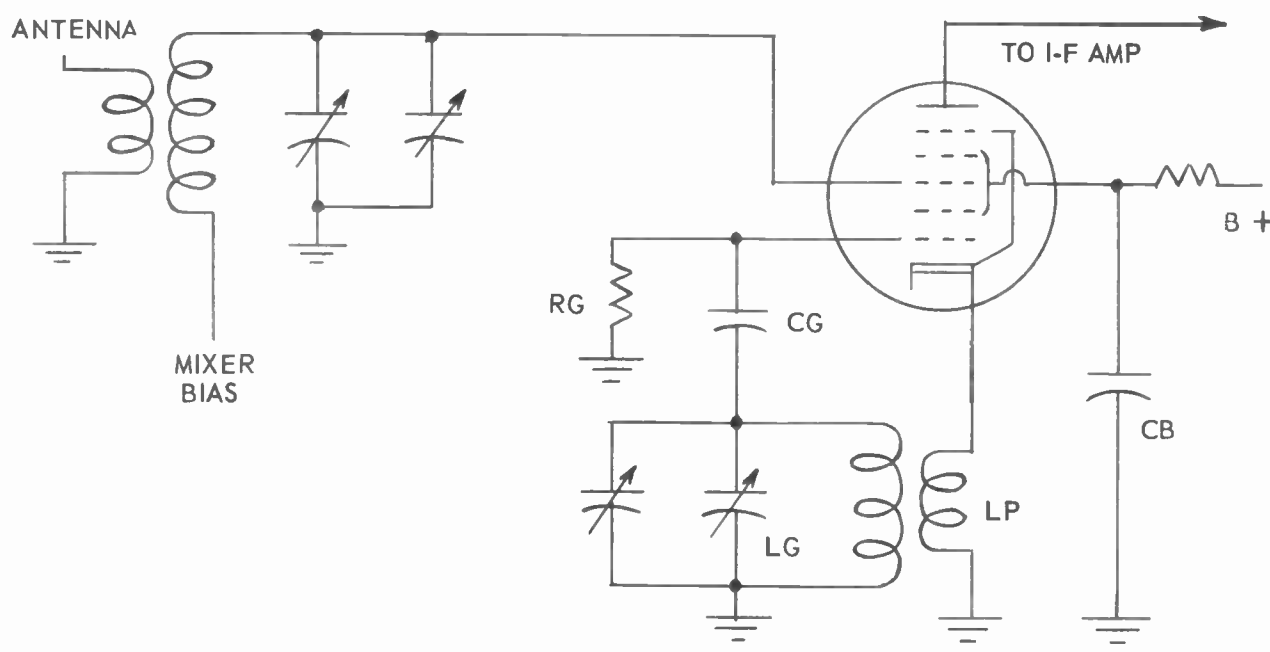 ANTENNA
TO I-F AMP
B +
RG
CG
MIXER
BIAS
CB
LP
LG